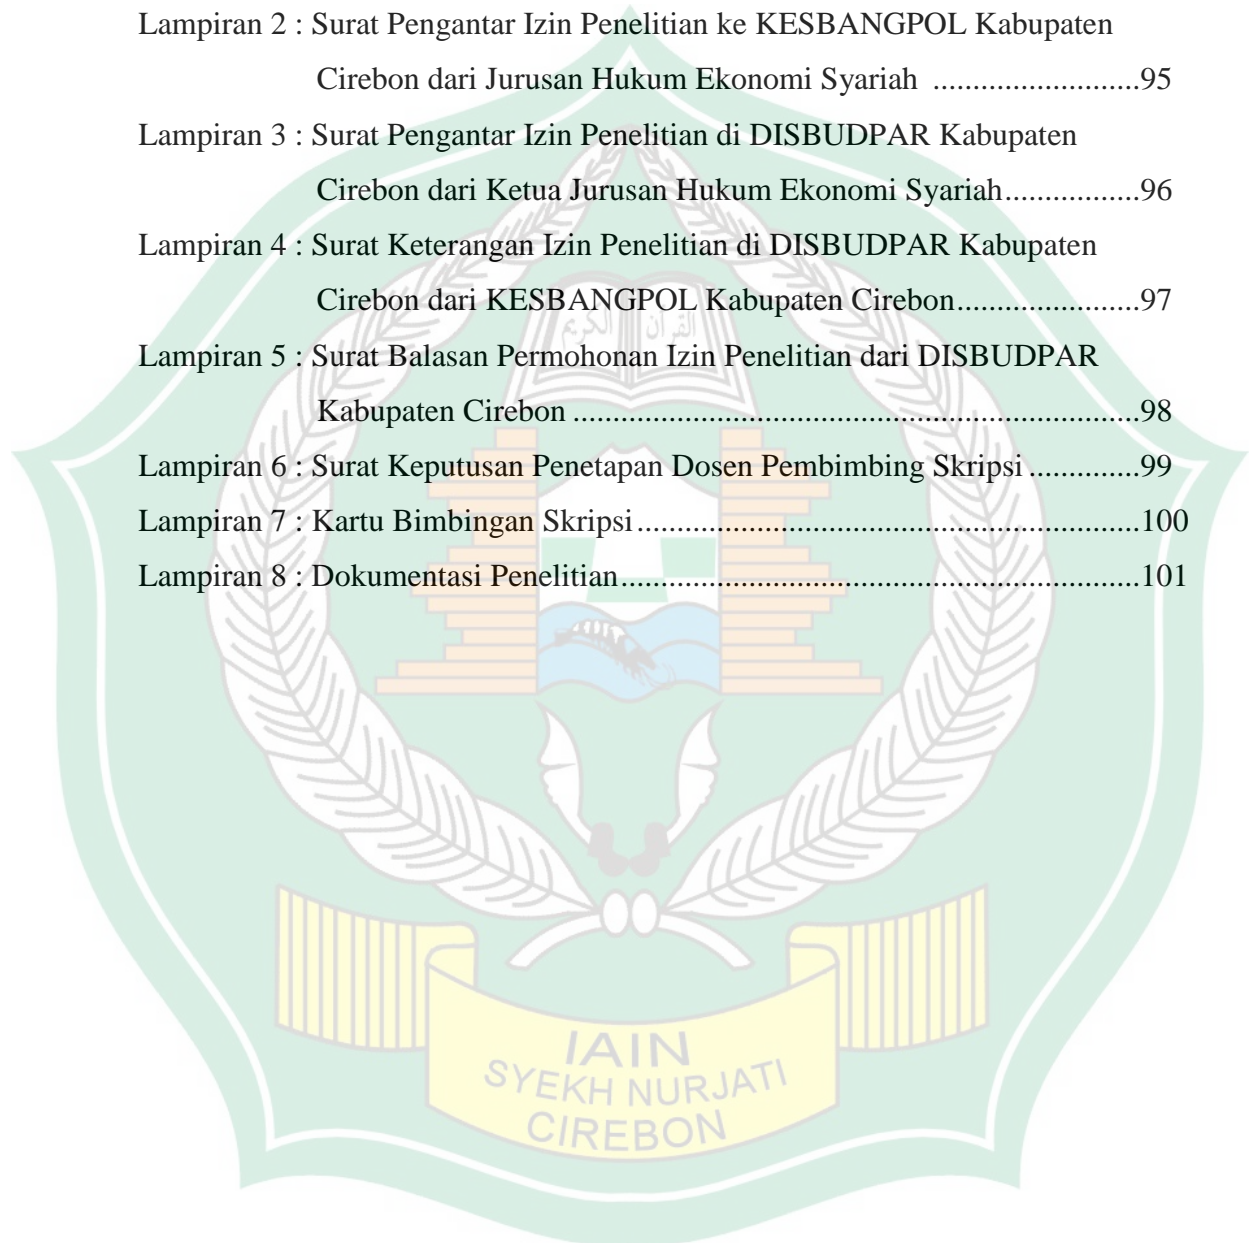 Lampiran 2 : Surat Pengantar Izin Penelitian ke KESBANGPOL Kabupaten
Cirebon dari Jurusan Hukum Ekonomi Syariah ..........................95
Lampiran 3 : Surat Pengantar Izin Penelitian di DISBUDPAR Kabupaten
Cirebon dari Ketua Jurusan Hukum Ekonomi Syariah.................96
Lampiran 4 : Surat Keterangan Izin Penelitian di DISBUDPAR Kabupaten
Cirebon dari KESBANGPOL Kabupaten Cirebon.......................97
Lampiran 5 : Surat Balasan Permohonan Izin Penelitian dari DISBUDPAR
Kabupaten Cirebon ......................................................................98
Lampiran 6 : Surat Keputusan Penetapan Dosen Pembimbing Skripsi ..............99
Lampiran 7 : Kartu Bimbingan Skripsi...............................................................100
Lampiran 8 : Dokumentasi Penelitian.................................................................101
القرآن الكريم
IAIN
SYEKH NURJATI
CIREBON